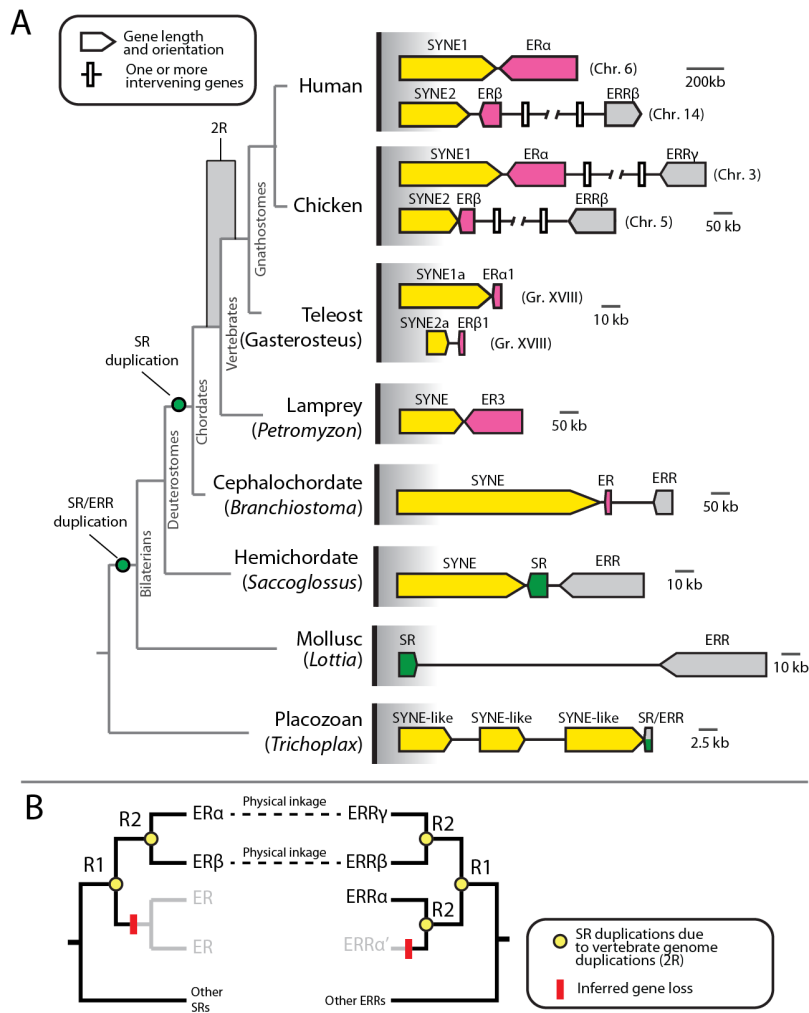 A
Gene length
and orientation
One or more
intervening genes
2R
Gnathostomes
Vertebrates
Chordates
Deuterostomes
Bilaterians
SR
duplication
SR/ERR
duplication
Human
SYNE1 ERα
(Chr. 6)
200kb
SYNE2 ERβ ERRβ
(Chr. 14)
Chicken
SYNE1 ERα ERRγ
(Chr. 3)
SYNE2 ERβ ERRβ
(Chr. 5)
50 kb
Teleost
(Gasterosteus)
SYNE1a ERα1
(Gr. XVIII)
10 kb
SYNE2a ERβ1
(Gr. XVIII)
Lamprey
(Petromyzon)
SYNE ER3
50 kb
Cephalochordate
(Branchiostoma)
SYNE ER ERR
50 kb
Hemichordate
(Saccoglossus)
SYNE SR ERR
10 kb
Mollusc
(Lottia)
SR ERR
10 kb
Placozoan
(Trichoplax)
SYNE-like SYNE-like SYNE-like SR/ERR
2.5 kb
B
R1
R2
ERα Physical inkage ERRγ
ERβ Physical inkage ERRβ
ER
ER
Other
SRs
R2
R1
ERRα
R2
ERRα'
Other ERRs
SR duplications due
to vertebrate genome
duplications (2R)
Inferred gene loss